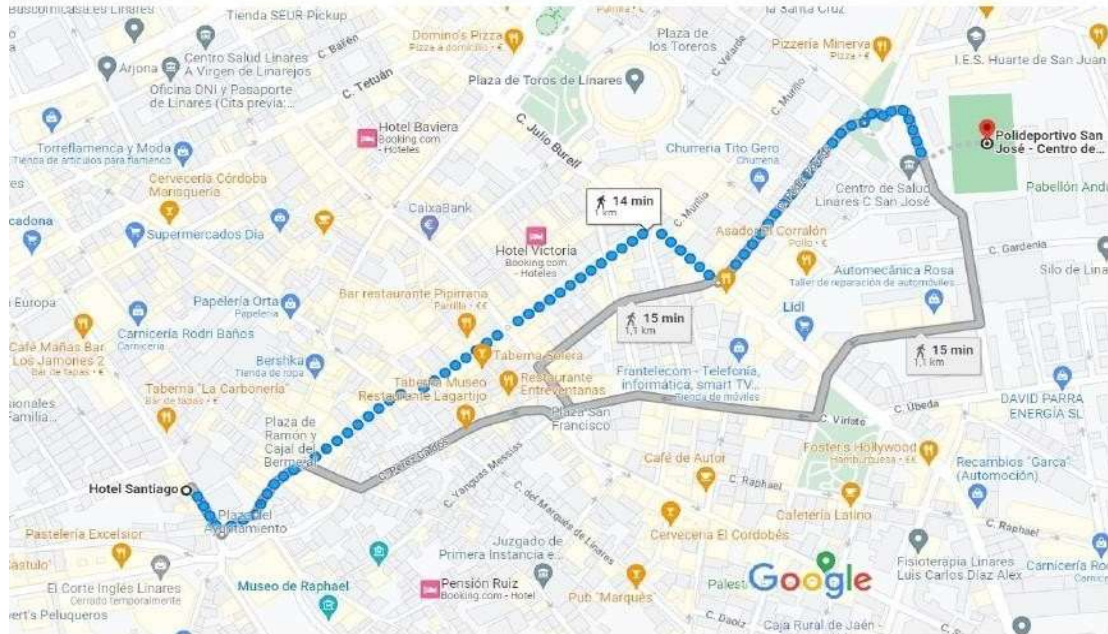 Tienda SEUR Pickup
C. Bailén
Domino's Pizza
Pizza a domicilio · €
Plaza de
los Toreros
C. Velarde
la Santa Cruz
Pizzería Minerva
Pizza · €
I.E.S. Huarte de San Juan
Arjona
Centro Salud Linares
A Virgen de Linarejos
Oficina DNI y Pasaporte
de Linares (Cita previa:...
C. Tetuán
Plaza de Toros de Linares
C. Murillo
Hotel Baviera
Booking.com
- Hoteles
C. Julio Burell
Polideportivo San
José - Centro de...
Torreflamenca y Moda
Tienda de artículos para flamenco
Churrería Tito Gero
Churrería
Cervecería Córdoba
Marisquería
CaixaBank
14 min
1 km
C. Murillo
Centro de Salud
Linares C San José
Pabellón
Supermercados Dia
Hotel Victoria
Booking.com
- Hoteles
Asador El Corralón
Pollo · €
C. Gardenia
Europa
Papelería Orta
Papelería
Bar restaurante Pipirrana
Parrilla · €€
Automecánica Rosa
Taller de reparación de automóviles
Silo de
Carnicería Rodri Baños
Carnicería
Lidl
15 min
1,1 km
Café Mañas Bar
Los Jamones 2
Bar de tapas · €
Bershka
Tienda de ropa
Taberna Solera
15 min
1,1 km
Taberna "La Carbonería"
Bar de tapas · €
Taberna Museo
Restaurante Lagartijo
Restaurante
Entreventanas
Frantelecom - Telefonía,
informática, smart TV...
Tienda de móviles
DAVID PARRA
ENERGÍA SL
Plaza de
Ramón y
Cajal del
Plaza San
Francisco
C. Viriato
C. Úbeda
Foster's Hollywood
Hamburguesa · €€
C. Pérez Galdós
C. Yanguas Messías
Café de Autor
Recambios "Garca"
(Automoción)
Hotel Santiago
C. Raphael
Plaza del
Ayuntamiento
C. del Marqués de Linares
Cafetería Latino
C. Raphael
Pastelería Excelsior
Cervecería El Cordobés
Juzgado de
Primera Instancia e...
Fisioterapia Linares
Luis Carlos Díaz Alex
Carnicería
El Corte Inglés Linares
Cerrado temporalmente
Museo de Raphael
Pensión Ruiz
Booking.com - Hotel
Pub "Marqués"
Google
Peluqueros
C. Daoiz
Caja Rural de Jaén -